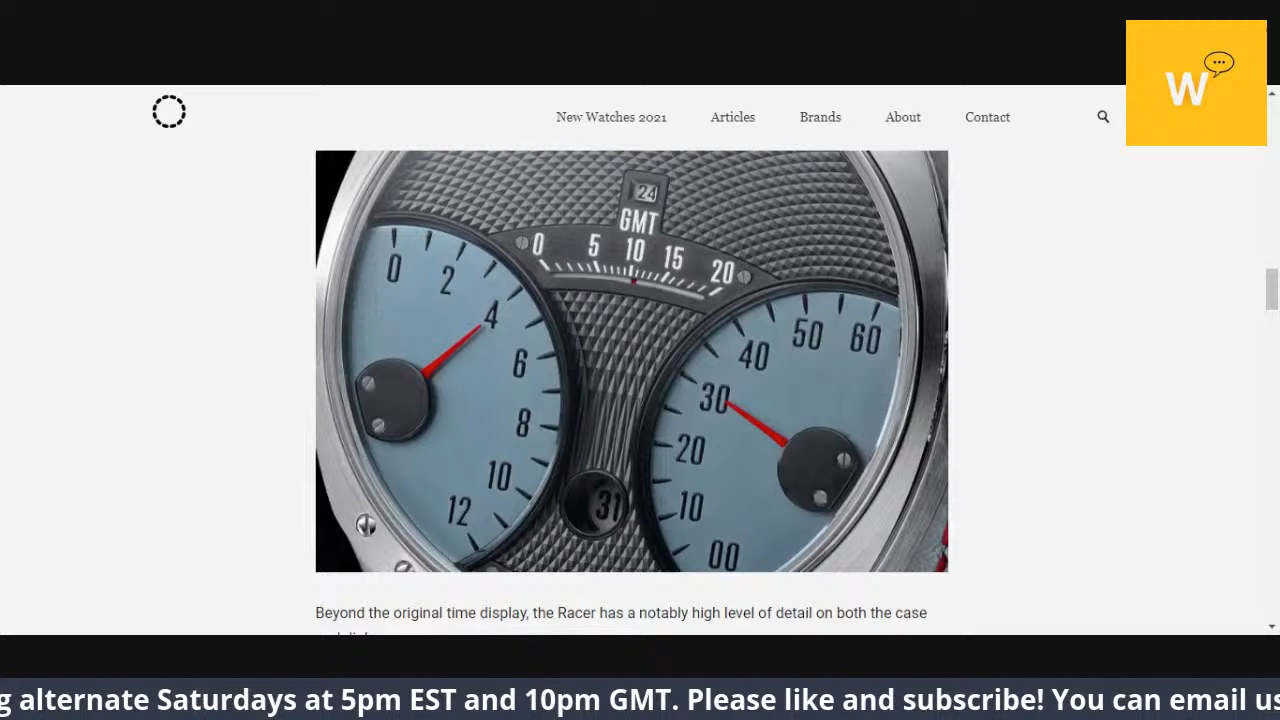 W
New Watches 2021 Articles Brands About Contact
24
GMT
0 5 10 15 20
0
2
4
6
8
10
12
60
50
40
30
20
10
00
31
Beyond the original time display, the Racer has a notably high level of detail on both the case
g alternate Saturdays at 5pm EST and 10pm GMT. Please like and subscribe! You can email us